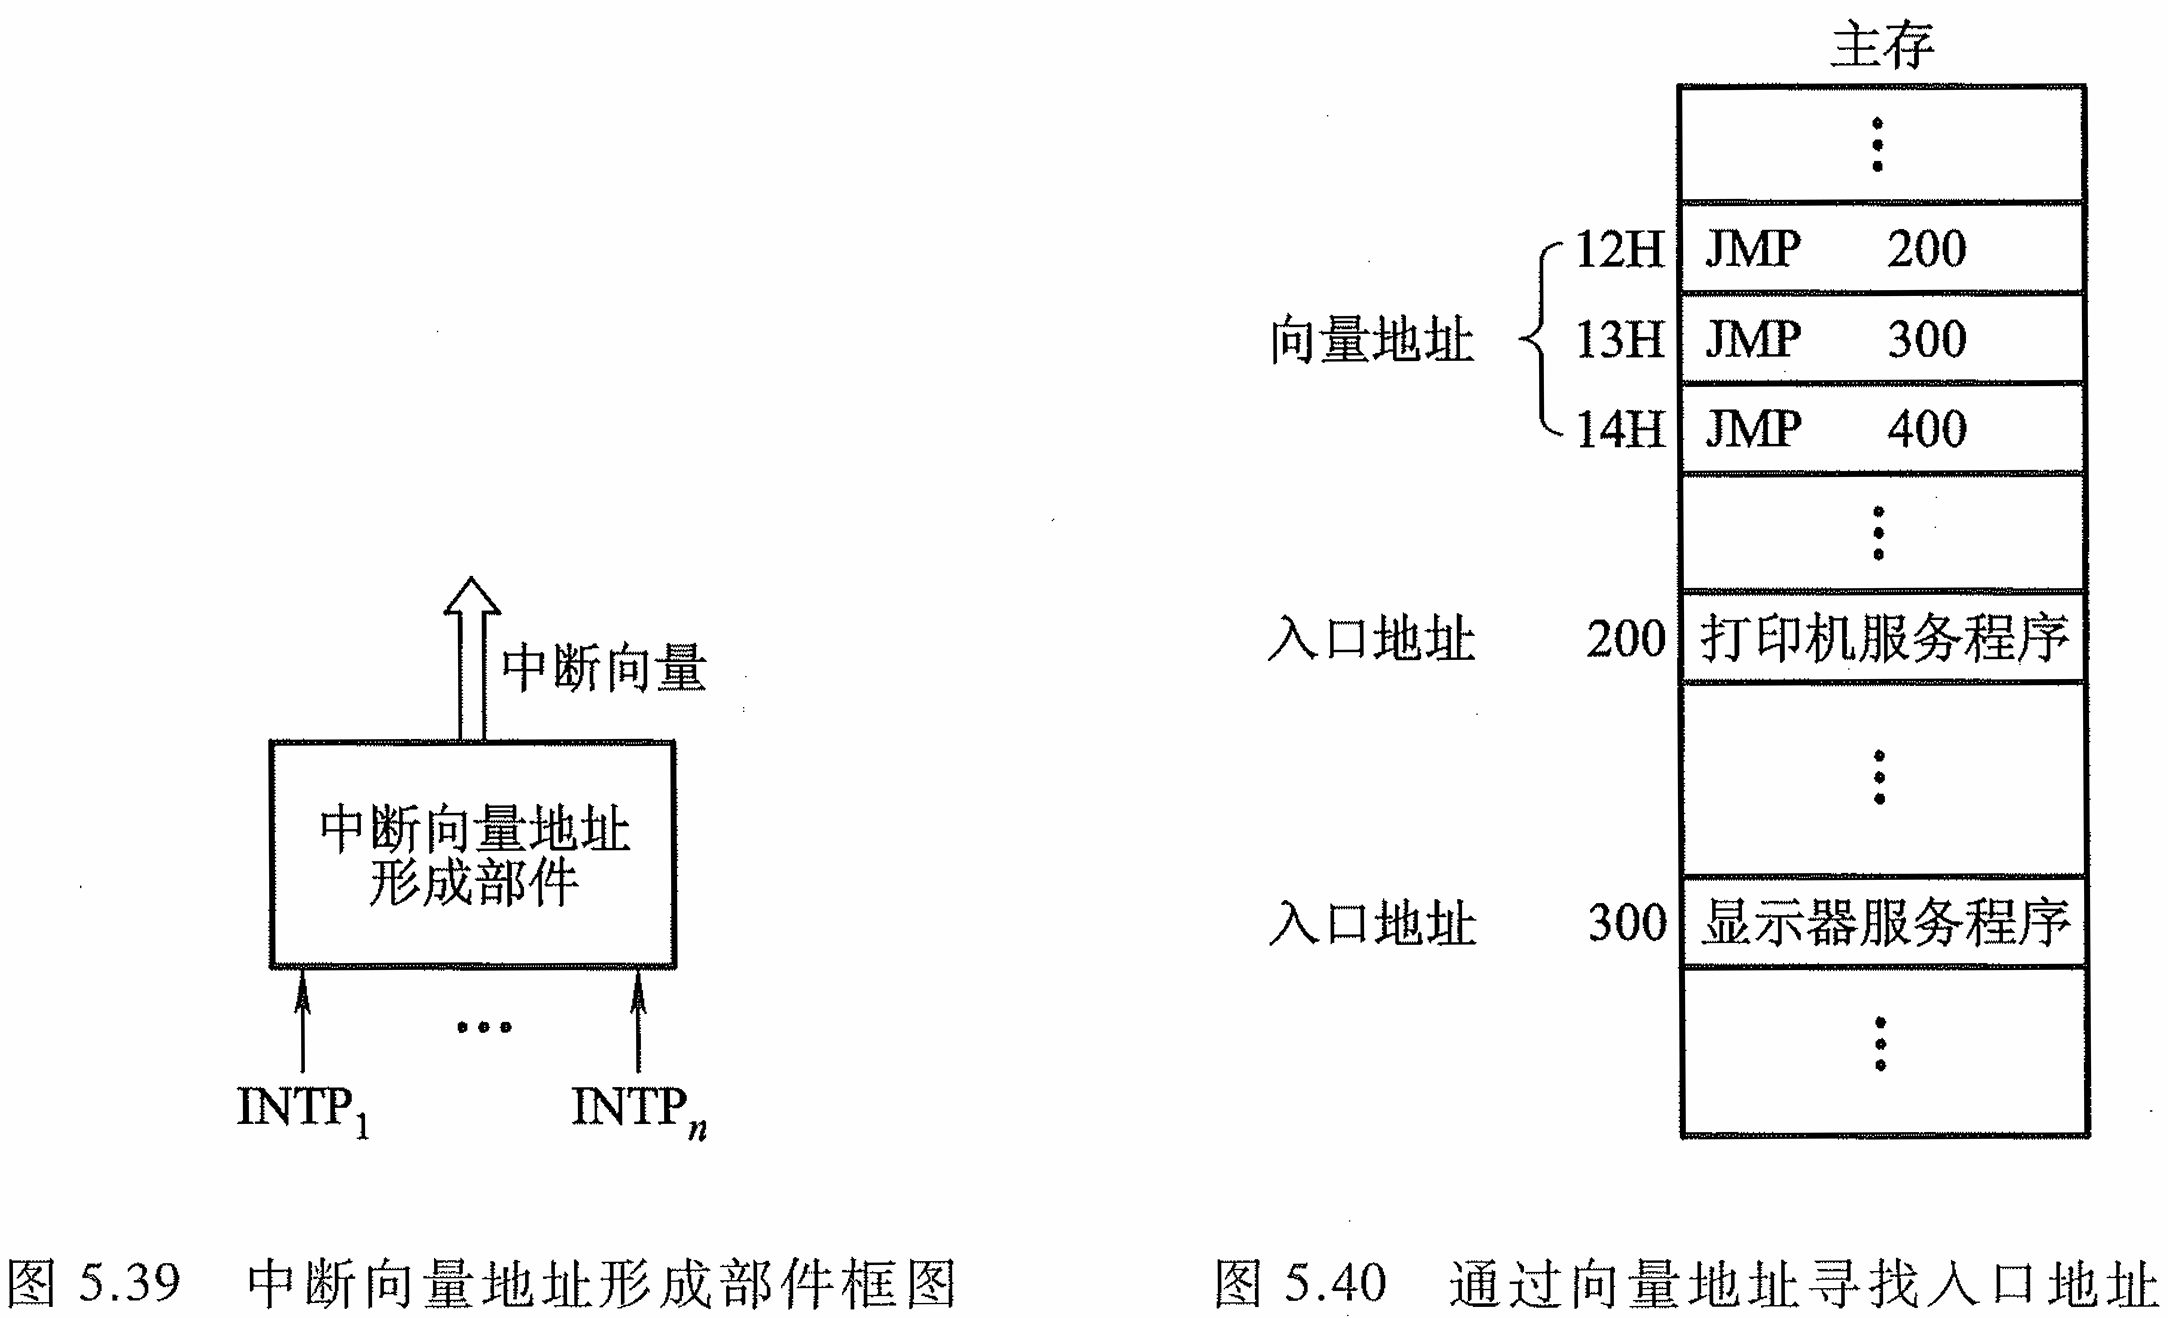 主存
12H JMP 200
向量地址 13H JMP 300
14H JMP 400
入口地址 200 打印机服务程序
中断向量
中断向量地址
形成部件
入口地址 300 显示器服务程序
INTP1 … INTPn
图 5.39 中断向量地址形成部件框图
图 5.40 通过向量地址寻找入口地址